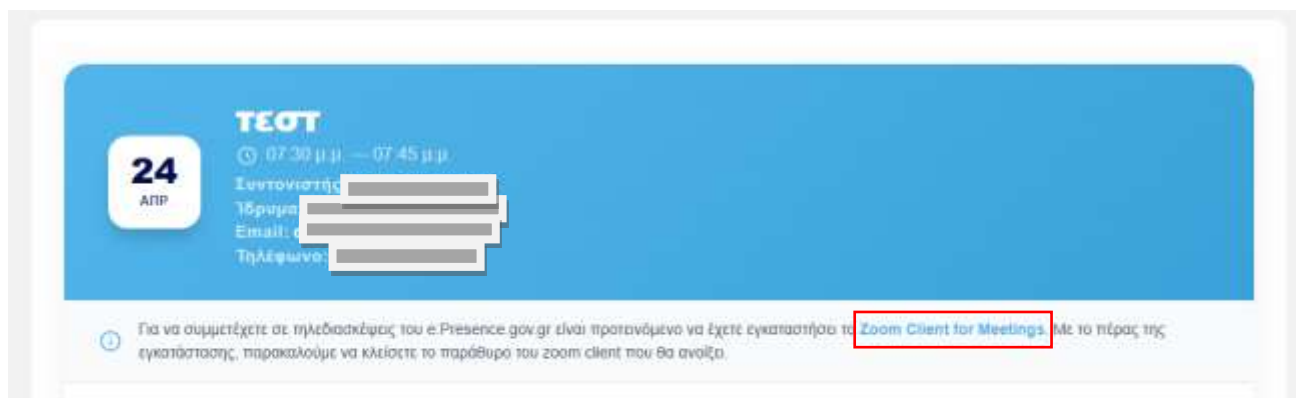 τεστ
07:30 μ.μ. — 07:45 μ.μ.
24
ΑΠΡ
Συντονιστής
Ίδρυμα:
Email:
Τηλέφωνο:
Για να συμμετέχετε σε τηλεδιασκέψεις του e:Presence.gov.gr είναι προτεινόμενο να έχετε εγκαταστήσει το Zoom Client for Meetings. Με το πέρας της
εγκατάστασης, παρακαλούμε να κλείσετε το παράθυρο του zoom client που θα ανοίξει.